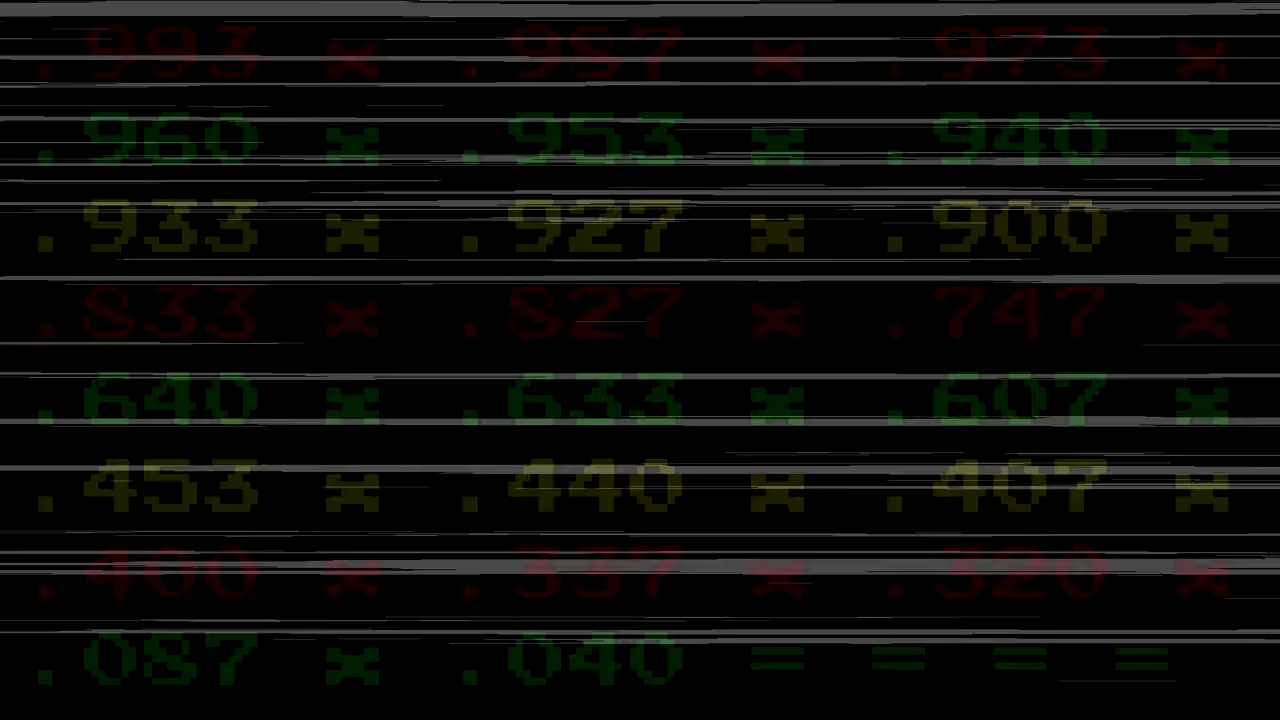 .993 x .987 x .973 x
.960 x .953 x .940 x
.933 x .927 x .900 x
.833 x .827 x .747 x
.640 x .633 x .607 x
.453 x .440 x .407 x
.400 x .337 x .320 x
.087 x .040 = = = =